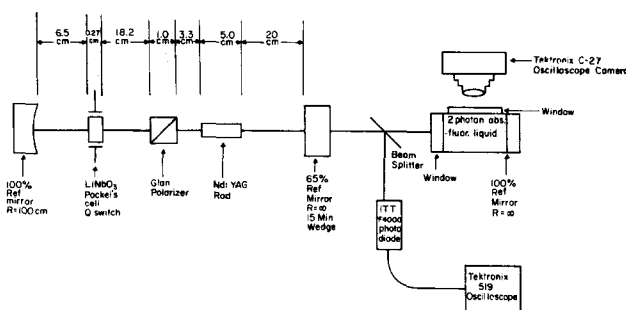 6.5
cm
0.27
cm
18.2
cm
1.0
cm
3.3
cm
5.0
cm
20
cm
Tektronix C-27
Oscilloscope Camera
Window
2 photon abs.
fluor. liquid
Beam
Splitter
Window
100%
Ref
mirror
R=100cm
LiNbO3
Pockel's
cell
Q switch
Glan
Polarizer
Nd:YAG
Rod
65%
Ref
Mirror
R=∞
15 Min
Wedge
100%
Ref
Mirror
R=∞
ITT
F4000
photo
diode
Tektronix
519
Oscilloscope